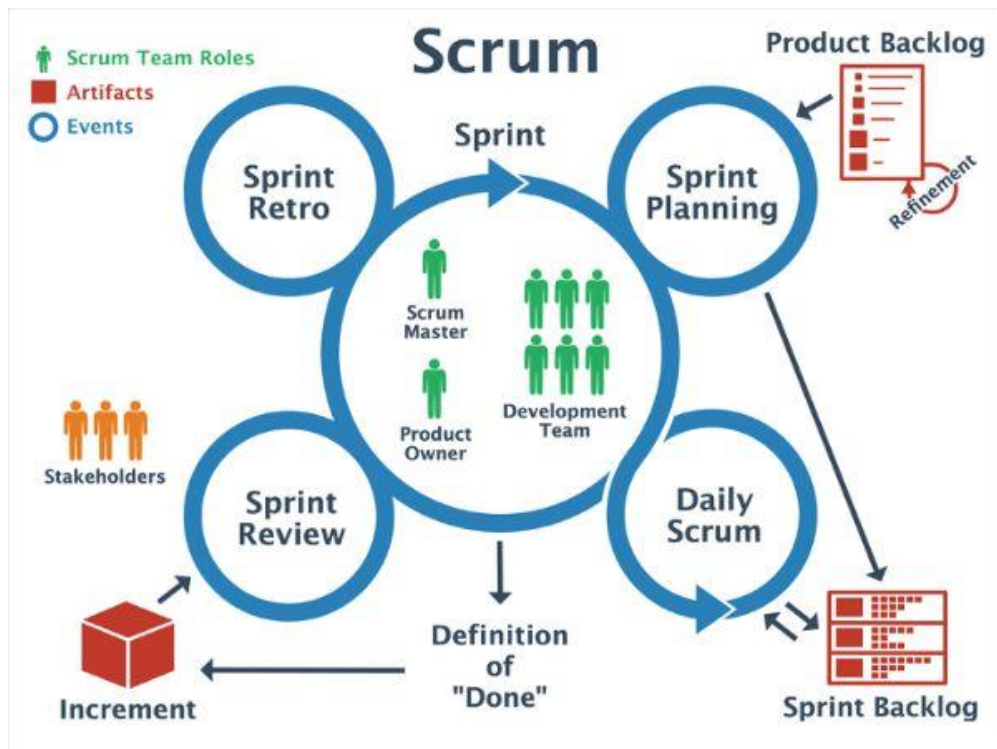 Scrum
Scrum Team Roles
Artifacts
Events
Product Backlog
Refinement
Sprint
Sprint
Retro
Sprint
Planning
Scrum
Master
Product
Owner
Development
Team
Stakeholders
Sprint
Review
Daily
Scrum
Definition
of
"Done"
Increment
Sprint Backlog